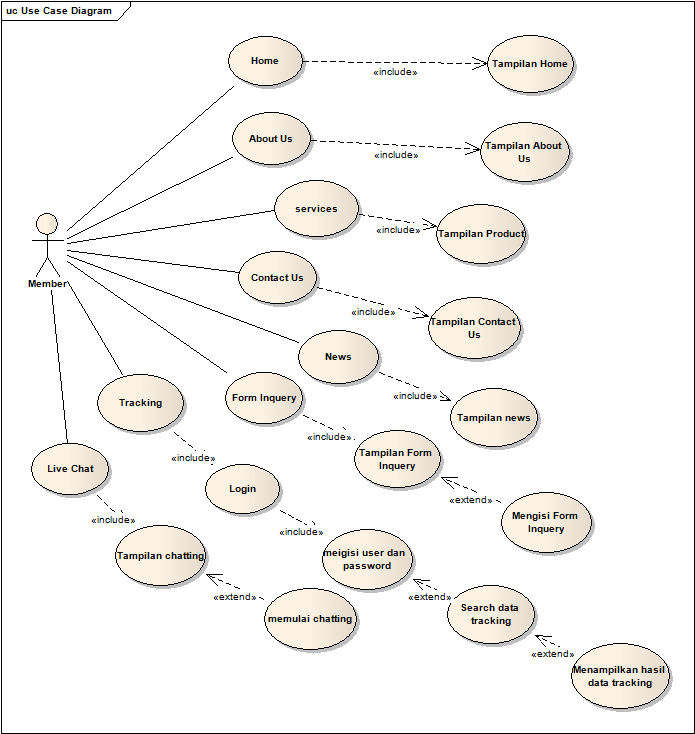 uc Use Case Diagram
Home
«include»
Tampilan Home
About Us
«include»
Tampilan About
Us
services
«include»
Tampilan Product
Member
Contact Us
«include»
Tampilan Contact
Us
News
«include»
Tampilan news
Form Inquery
«include»
Tampilan Form
Inquery
«extend»
Mengisi Form
Inquery
Tracking
«include»
Login
«include»
meigisi user dan
password
«extend»
Search data
tracking
«extend»
Menampilkan hasil
data tracking
Live Chat
«include»
Tampilan chatting
«extend»
memulai chatting